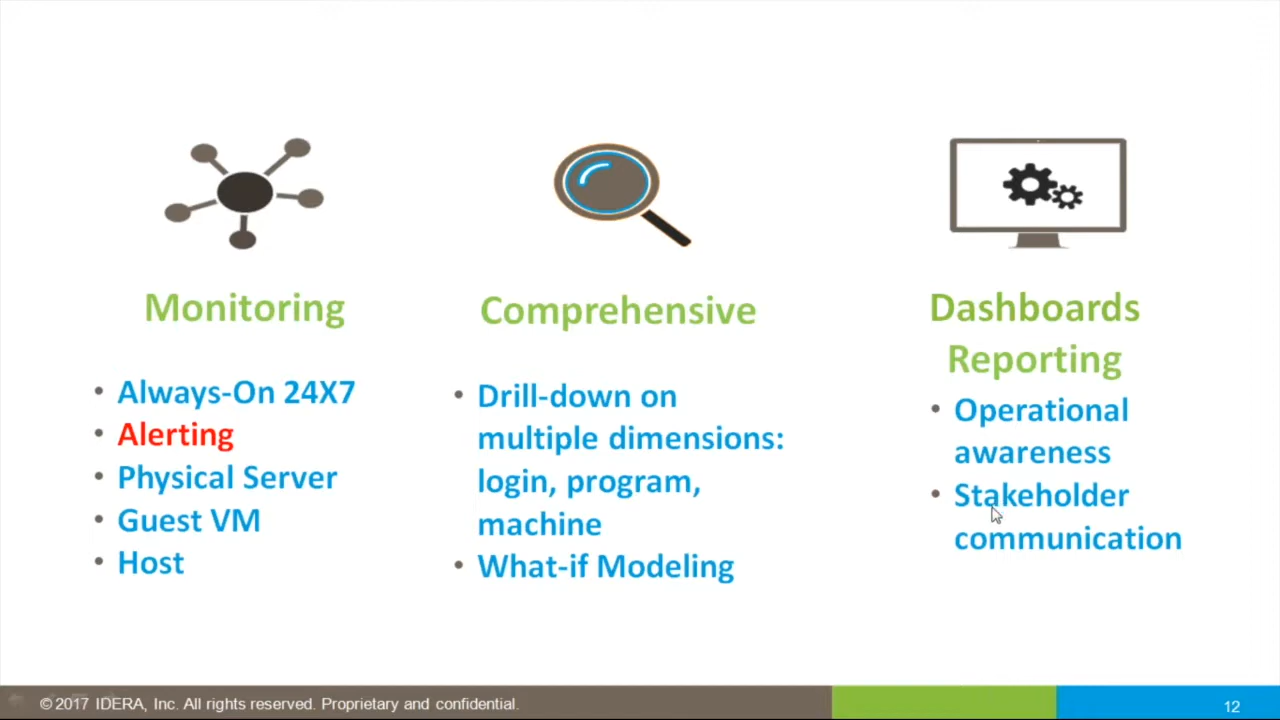 Monitoring
Always-On 24X7
Alerting
Physical Server
Guest VM
Host
Comprehensive
Drill-down on
multiple dimensions:
login, program,
machine
What-if Modeling
Dashboards
Reporting
Operational
awareness
Stakeholder
communication
© 2017 IDERA, Inc. All rights reserved. Proprietary and confidential.
12